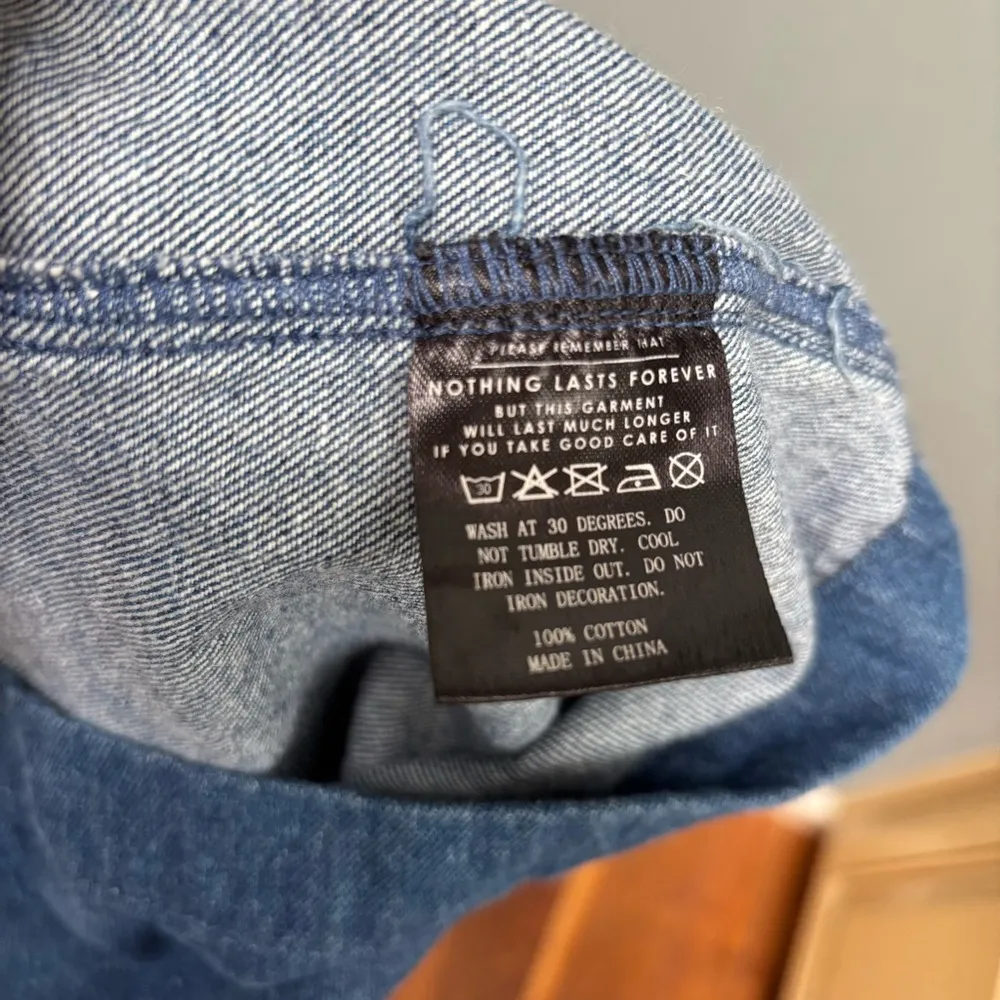 PLEASE REMEMBER THAT
NOTHING LASTS FOREVER
BUT THIS GARMENT
WILL LAST MUCH LONGER
IF YOU TAKE GOOD CARE OF IT
30
WASH AT 30 DEGREES. DO
NOT TUMBLE DRY. COOL
IRON INSIDE OUT. DO NOT
IRON DECORATION.
100% COTTON
MADE IN CHINA